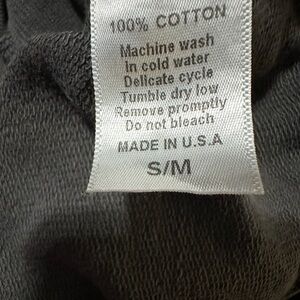 100% COTTON
Machine wash
In cold water
Delicate cycle
Tumble dry low
Remove promptly
Do not bleach
MADE IN U.S.A
S/M